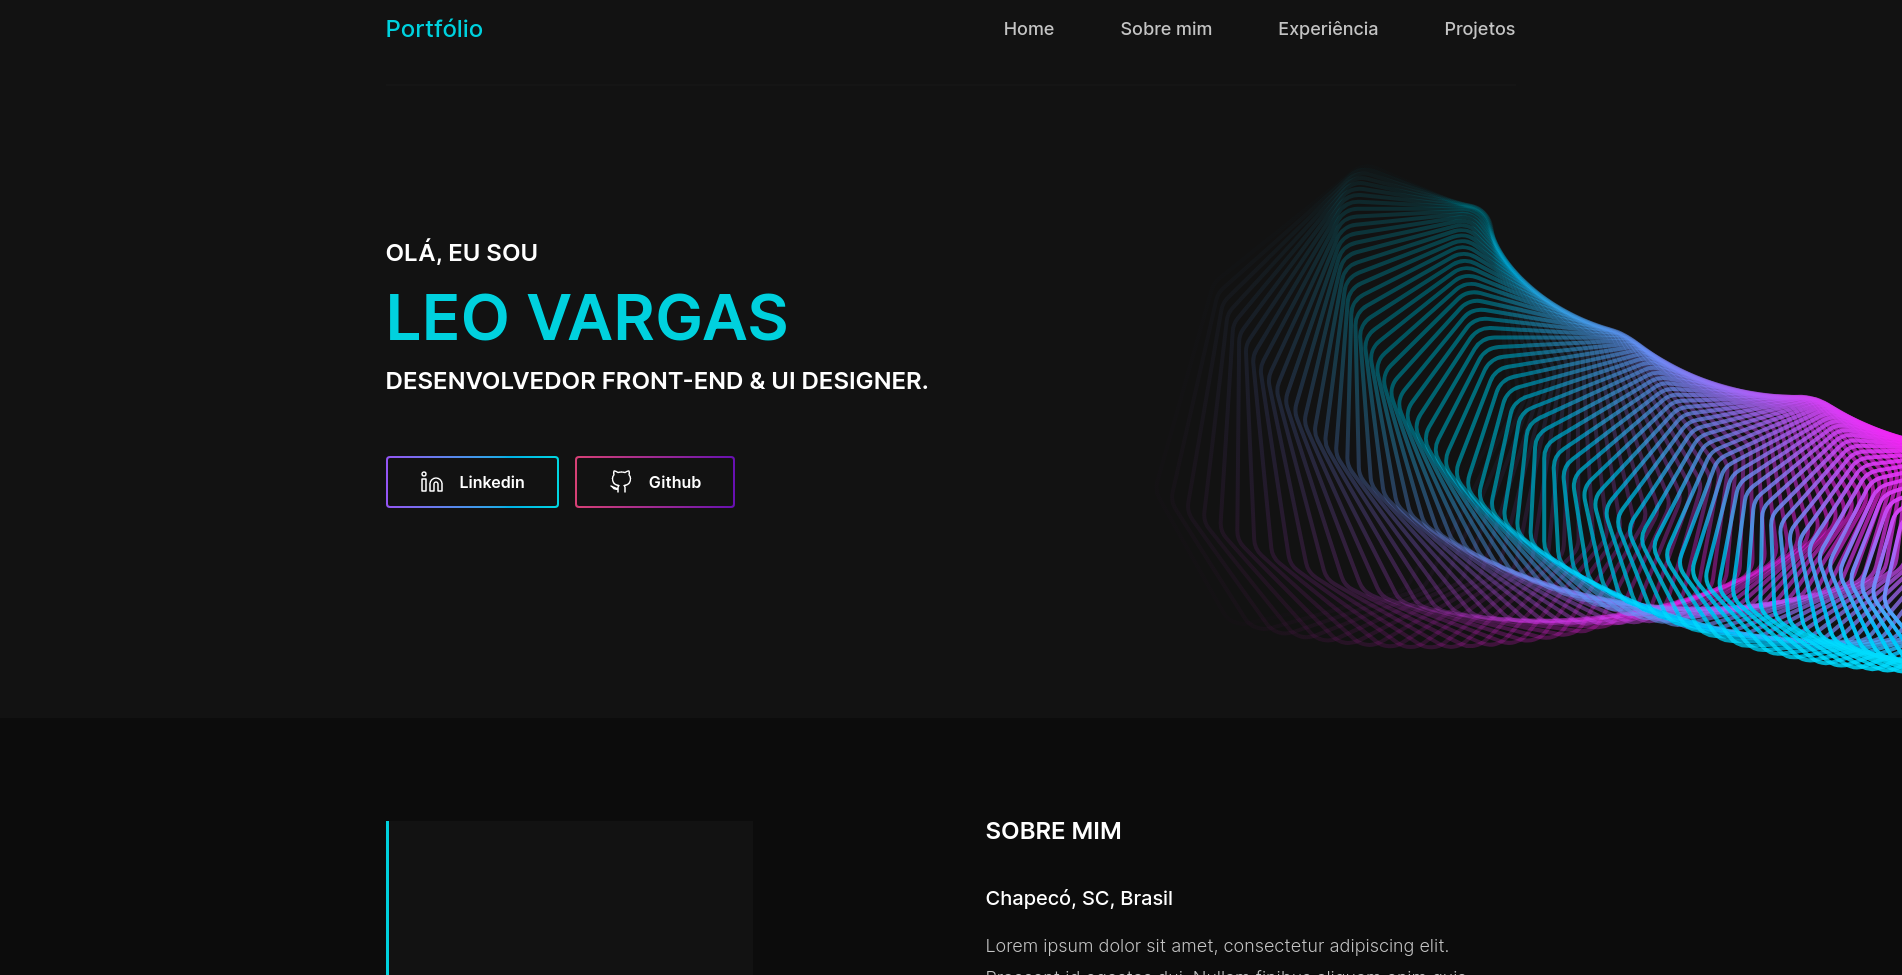 Portfólio
Home
Sobre mim
Experiência
Projetos
OLÁ, EU SOU
LEO VARGAS
DESENVOLVEDOR FRONT-END & UI DESIGNER.
Linkedin
Github
SOBRE MIM
Chapecó, SC, Brasil
Lorem ipsum dolor sit amet, consectetur adipiscing elit.